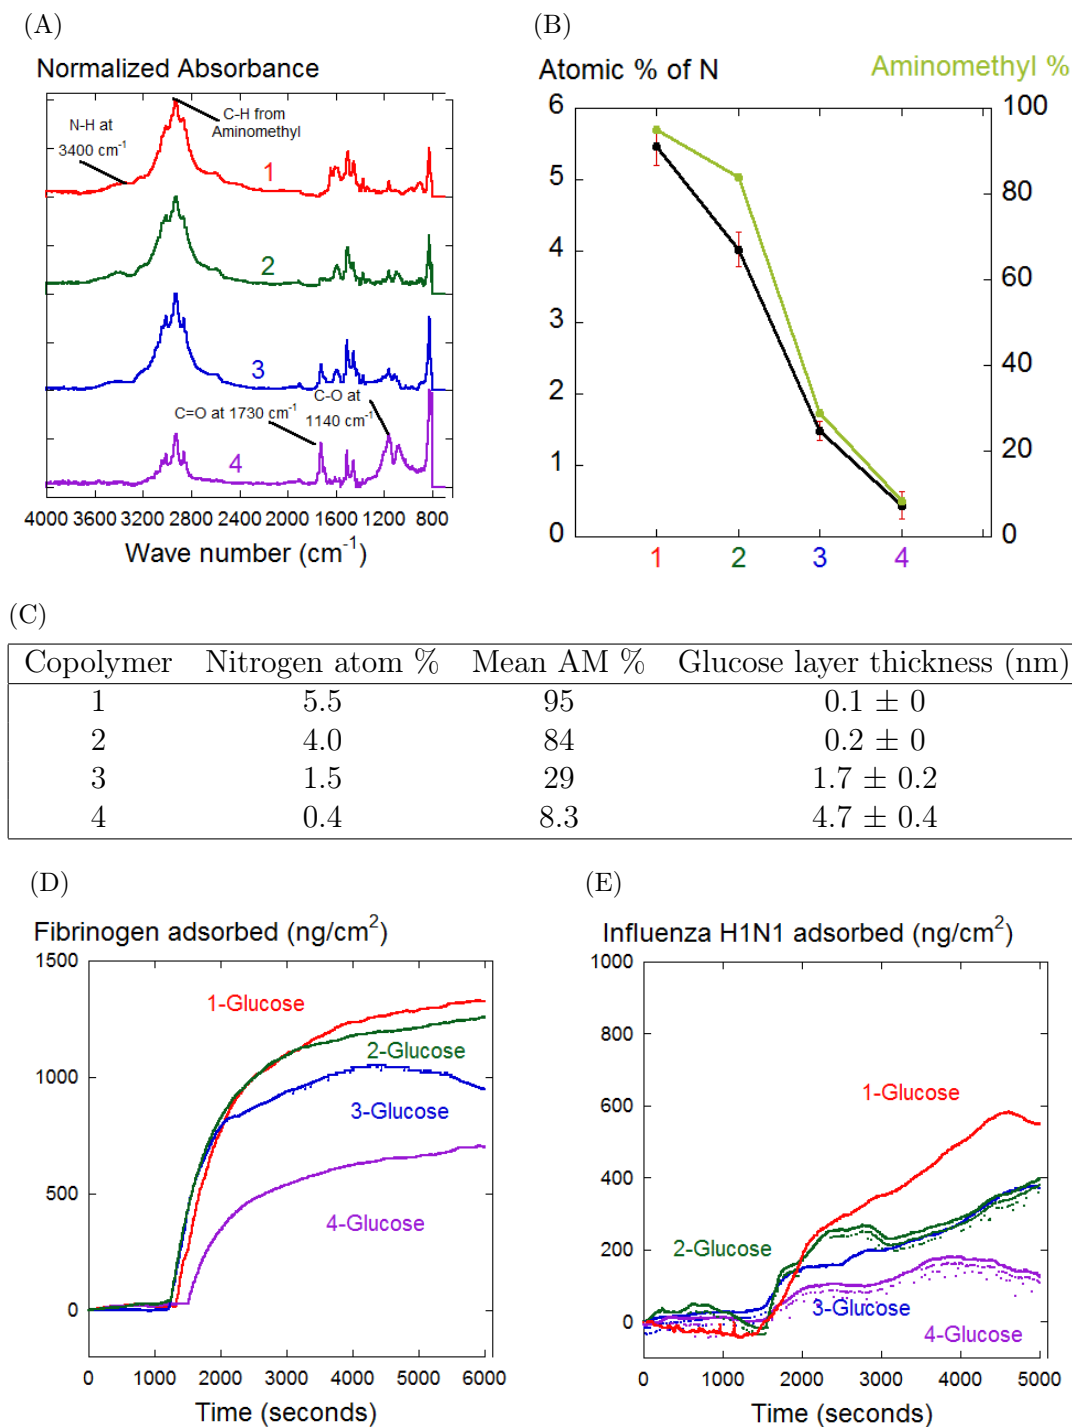 (A)
Normalized Absorbance
N-H at
3400 cm⁻¹
C-H from
Aminomethyl
1
2
3
C=O at 1730 cm⁻¹
C-O at
1140 cm⁻¹
4
4000 3600 3200 2800 2400 2000 1600 1200 800
Wave number (cm⁻¹)
(B)
Atomic % of N
Aminomethyl %
6
5
4
3
2
1
0
100
80
60
40
20
0
1 2 3 4
(C)
Copolymer Nitrogen atom % Mean AM % Glucose layer thickness (nm)
1 5.5 95 0.1 ± 0
2 4.0 84 0.2 ± 0
3 1.5 29 1.7 ± 0.2
4 0.4 8.3 4.7 ± 0.4
(D)
Fibrinogen adsorbed (ng/cm²)
1500
1000
500
0
1-Glucose
2-Glucose
3-Glucose
4-Glucose
0 1000 2000 3000 4000 5000 6000
Time (seconds)
(E)
Influenza H1N1 adsorbed (ng/cm²)
1000
800
600
400
200
0
1-Glucose
2-Glucose
3-Glucose
4-Glucose
0 1000 2000 3000 4000 5000
Time (seconds)